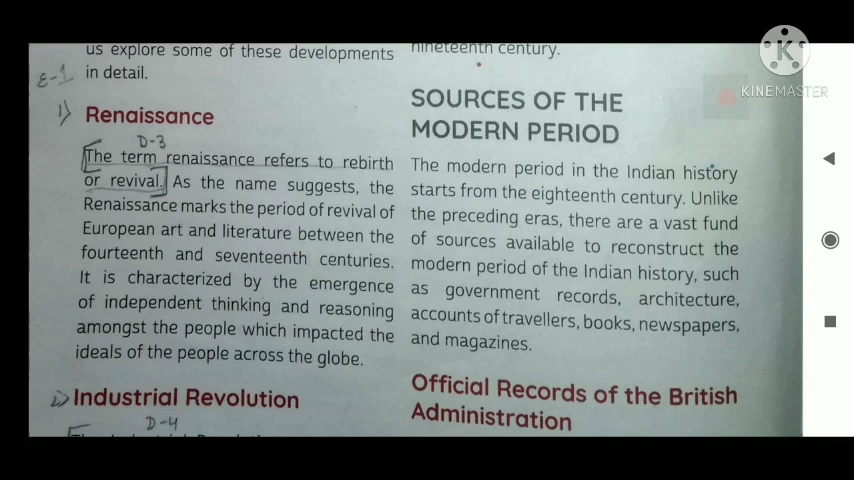 us explore some of these developments
in detail.
ε-1
1)
Renaissance
D-3
The term renaissance refers to rebirth
or revival. As the name suggests, the
Renaissance marks the period of revival of
European art and literature between the
fourteenth and seventeenth centuries.
It is characterized by the emergence
of independent thinking and reasoning
amongst the people which impacted the
ideals of the people across the globe.
2) Industrial Revolution
D-4
nineteenth century.
SOURCES OF THE
MODERN PERIOD
The modern period in the Indian history
starts from the eighteenth century. Unlike
the preceding eras, there are a vast fund
of sources available to reconstruct the
modern period of the Indian history, such
as government records, architecture,
accounts of travellers, books, newspapers,
and magazines.
Official Records of the British
Administration
K
KINEMASTER